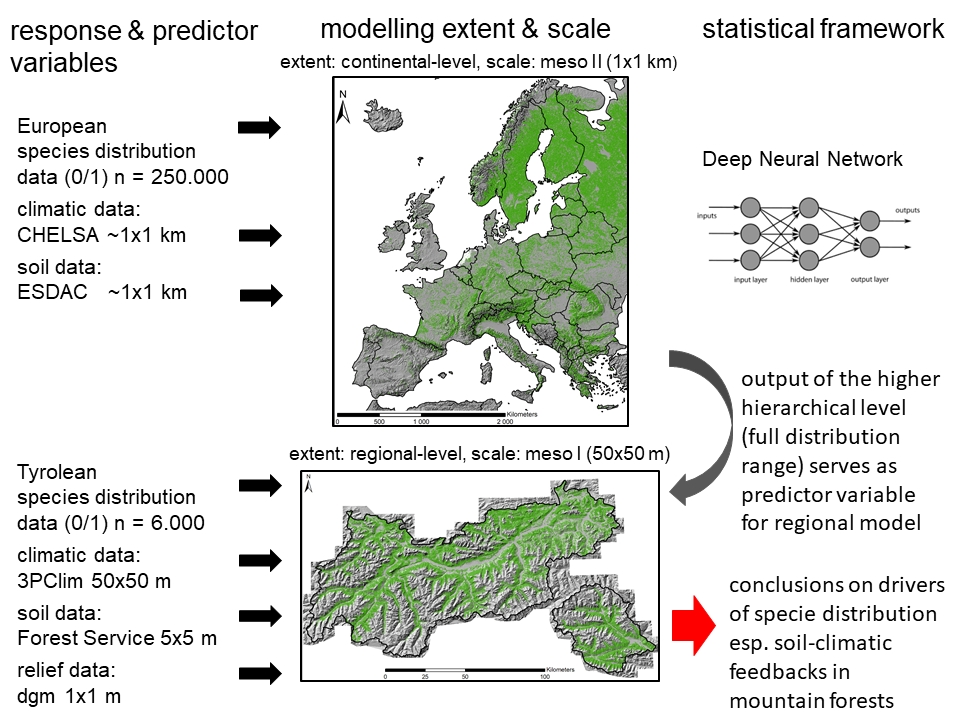 response & predictor
variables
modelling extent & scale
statistical framework
extent: continental-level, scale: meso II (1x1 km)
European
species distribution
data (0/1) n = 250.000
climatic data:
CHELSA ~1x1 km
soil data:
ESDAC ~1x1 km
N
Kilometers
0 500 1 000 2 000
Deep Neural Network
inputs
outputs
input layer
hidden layer
output layer
output of the higher
hierarchical level
(full distribution
range) serves as
predictor variable
for regional model
extent: regional-level, scale: meso I (50x50 m)
Tyrolean
species distribution
data (0/1) n = 6.000
climatic data:
3PClim 50x50 m
soil data:
Forest Service 5x5 m
relief data:
dgm 1x1 m
N
Kilometers
0 25 50 100
conclusions on drivers
of specie distribution
esp. soil-climatic
feedbacks in
mountain forests